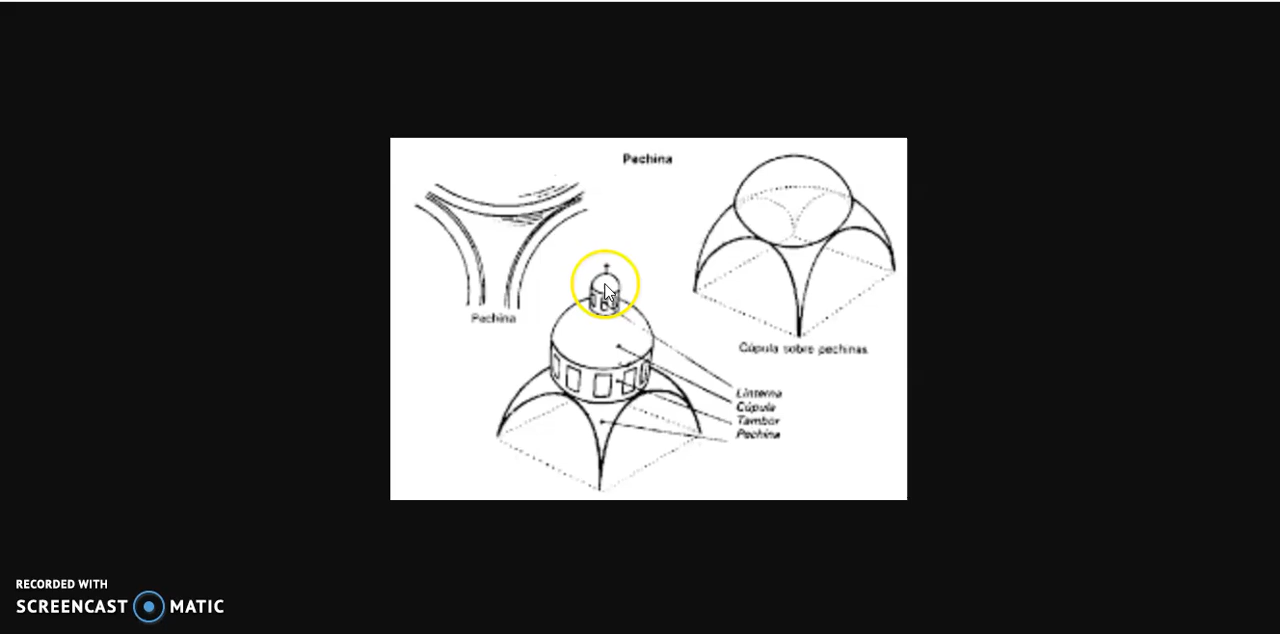 Pechina
Pechina
Cúpula sobre pechinas
Linterna
Cúpula
Tambor
Pechina
RECORDED WITH
SCREENCAST MATIC